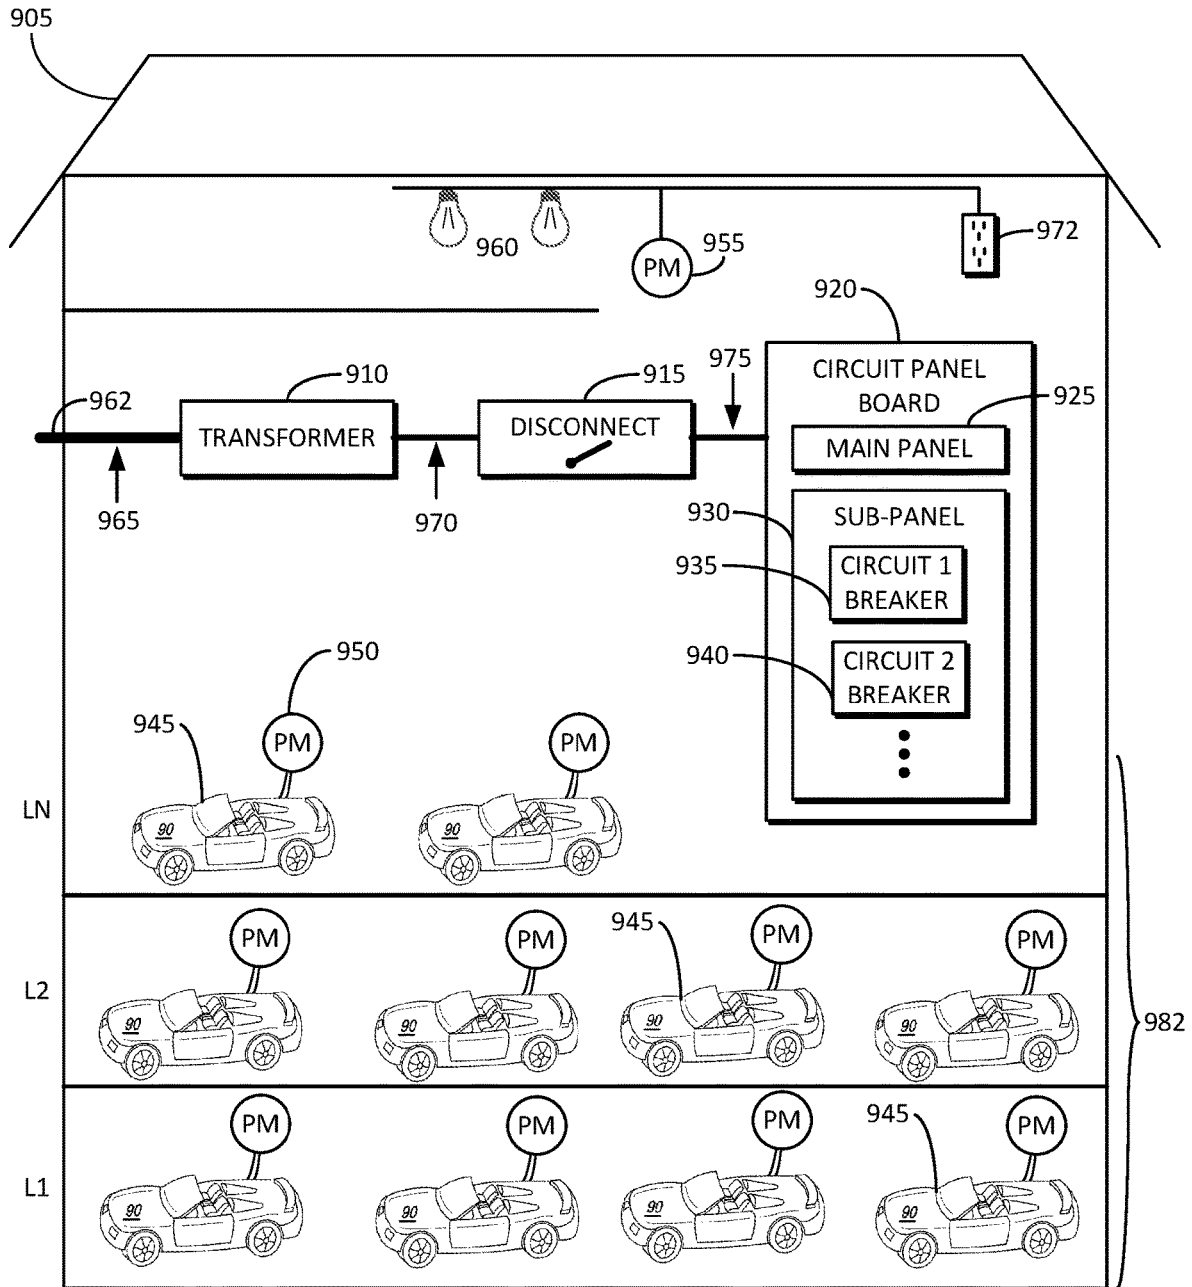 905
960
PM
955
972
920
962
910
915
975
CIRCUIT PANEL
BOARD
925
TRANSFORMER
DISCONNECT
MAIN PANEL
965
970
930
SUB-PANEL
935
CIRCUIT 1
BREAKER
940
CIRCUIT 2
BREAKER
950
945
PM
PM
LN
90
90
PM
PM
945
PM
PM
L2
90
90
90
90
982
PM
PM
PM
945
PM
L1
90
90
90
90